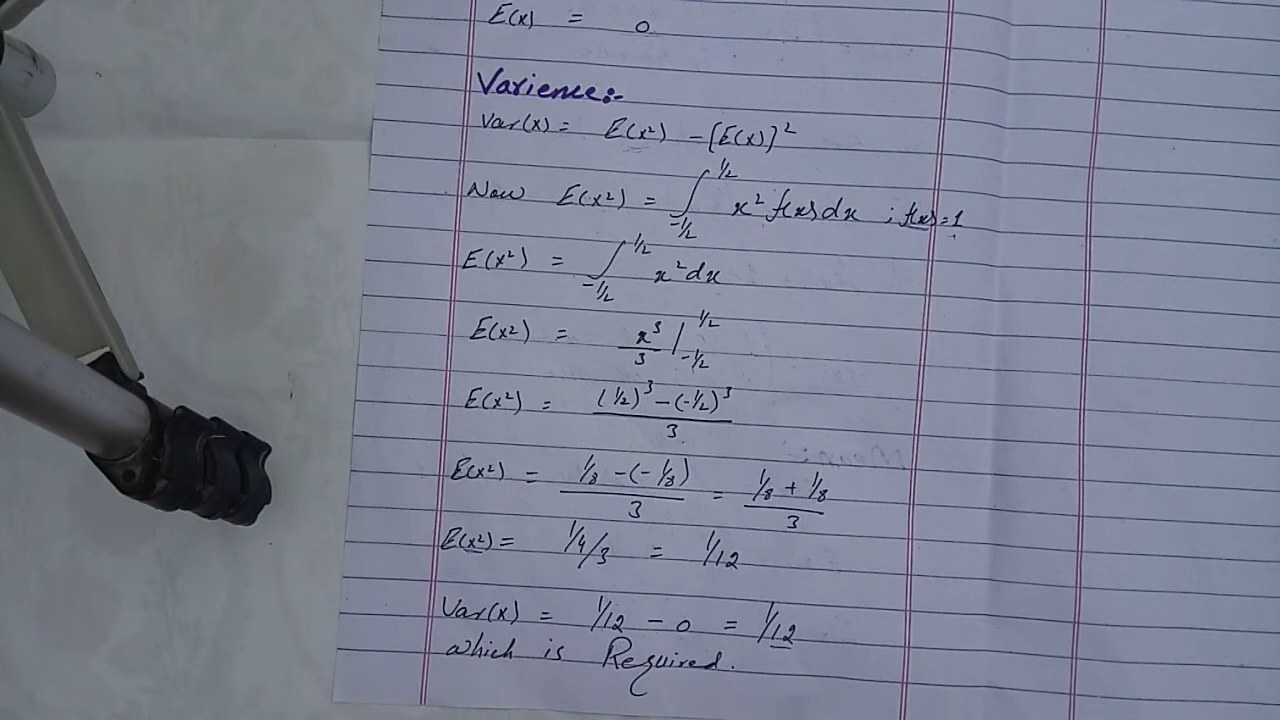 E(x) = 0
Varience:-
Var(x) = E(x²) - [E(x)]²
Now E(x²) = ∫_{-1/2}^{1/2} x² f(x) dx ; f(x) = 1
E(x²) = ∫_{-1/2}^{1/2} x² dx
E(x²) = x³/3 |_{-1/2}^{1/2}
E(x²) = ((1/2)³ - (-1/2)³)/3
E(x²) = (1/8 - (-1/8))/3 = (1/8 + 1/8)/3
E(x²) = 1/4/3 = 1/12
Var(x) = 1/12 - 0 = 1/12
which is Required.